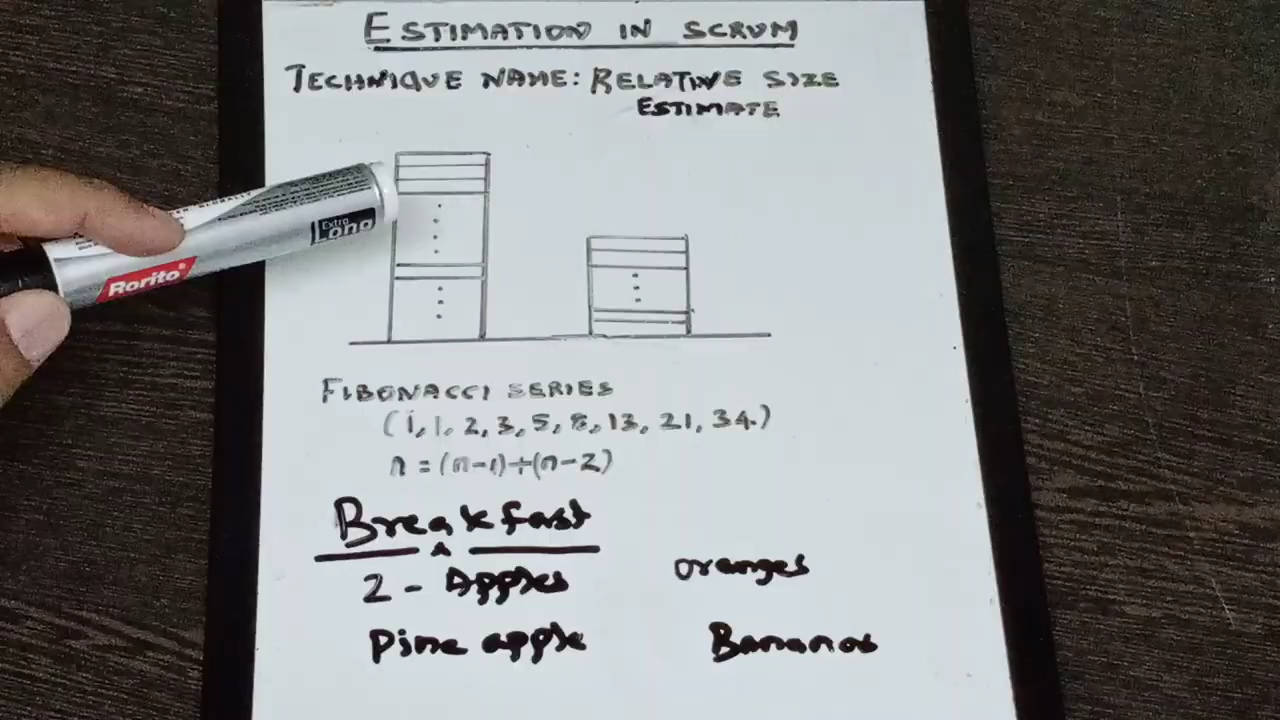 ESTIMATION IN SCRUM
TECHNIQUE NAME: RELATIVE SIZE
ESTIMATE
Extra
Long
Rorito
FIBONACCI SERIES
(1, 1, 2, 3, 5, 8, 13, 21, 34.)
n = (n-1)+(n-2)
Breakfast
2 - Apples
oranges
Pine apple
Bananas